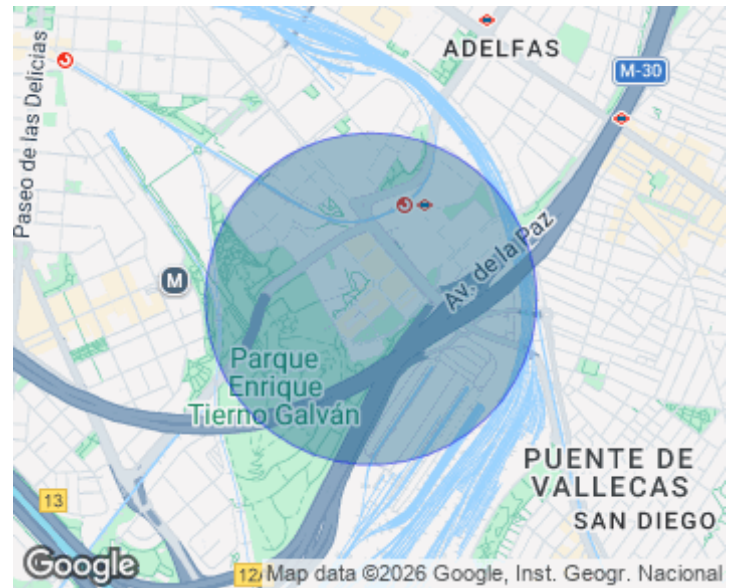 ADELFAS
M-30
Paseo de las Delicias
Av. de la Paz
M
Parque
Enrique
Tierno Galván
PUENTE DE
VALLECAS
SAN DIEGO
13
Google
12
Map data ©2026 Google, Inst. Geogr. Nacional